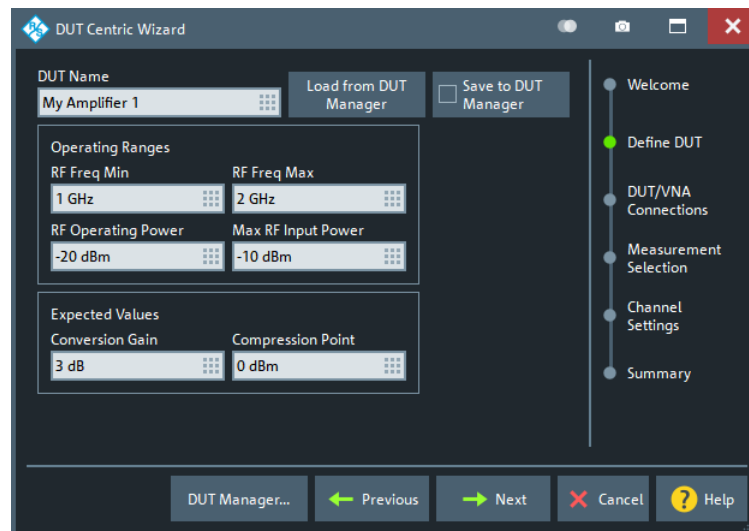 DUT Centric Wizard
DUT Name
My Amplifier 1
Load from DUT
Manager
Save to DUT
Manager
Operating Ranges
RF Freq Min
RF Freq Max
1 GHz
2 GHz
RF Operating Power
Max RF Input Power
-20 dBm
-10 dBm
Expected Values
Conversion Gain
Compression Point
3 dB
0 dBm
Welcome
Define DUT
DUT/VNA
Connections
Measurement
Selection
Channel
Settings
Summary
DUT Manager...
Previous
Next
Cancel
? Help